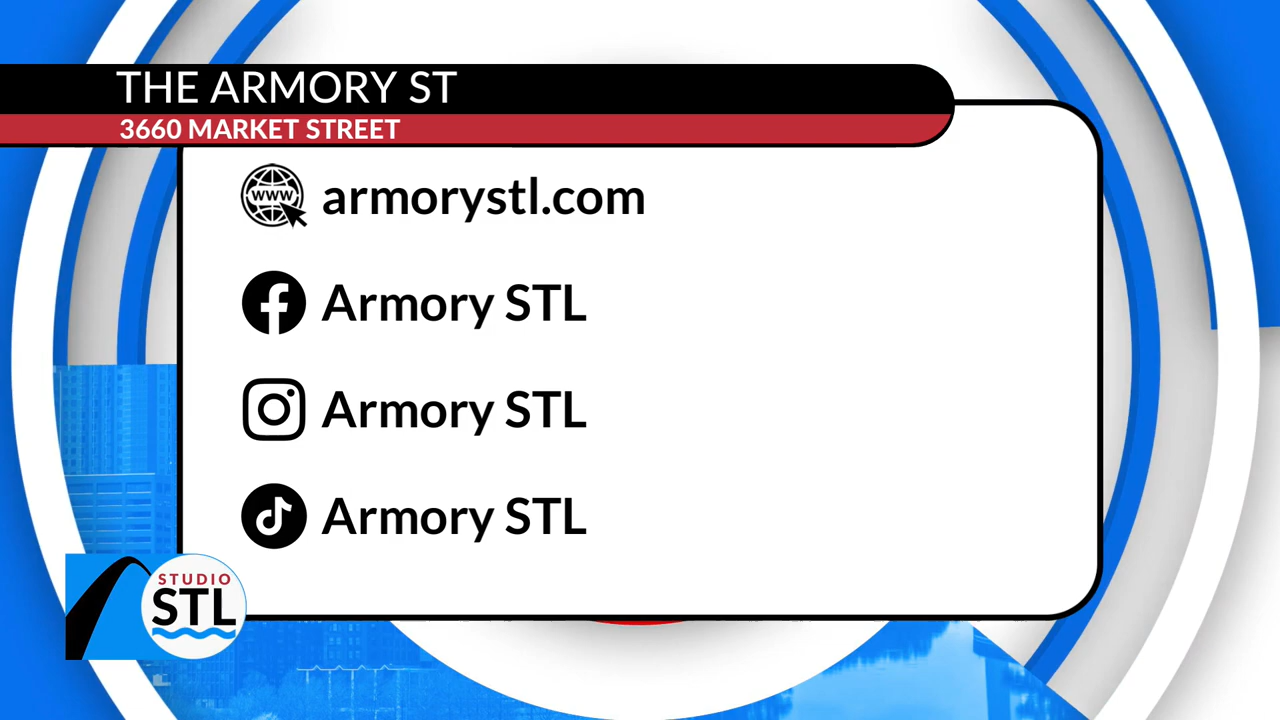 THE ARMORY ST
3660 MARKET STREET
WWW
armorystl.com
Armory STL
Armory STL
Armory STL
STUDIO
STL